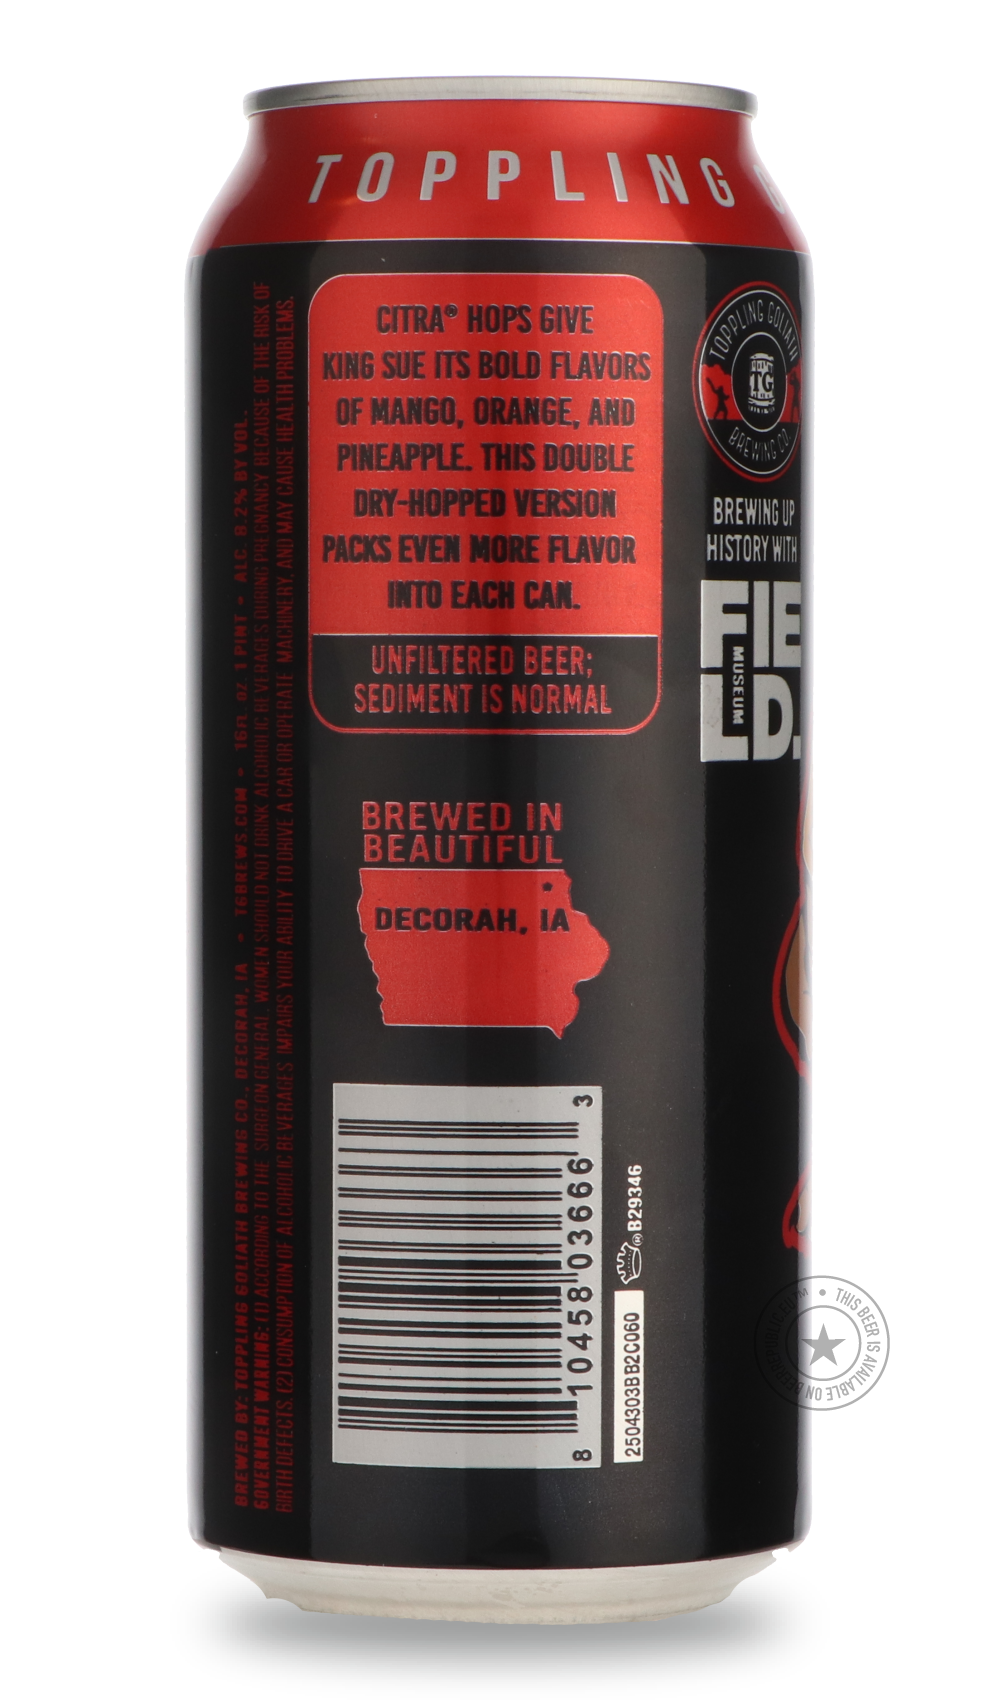 TOPPLING G
CITRA® HOPS GIVE
KING SUE ITS BOLD FLAVORS
OF MANGO, ORANGE, AND
PINEAPPLE. THIS DOUBLE
DRY-HOPPED VERSION
PACKS EVEN MORE FLAVOR
INTO EACH CAN.
UNFILTERED BEER;
SEDIMENT IS NORMAL
BREWED IN
BEAUTIFUL
DECORAH, IA
8 10458 03666 3
2504303BB2C060
B29346
BREWED BY: TOPPLING GOLIATH BREWING CO., DECORAH, IA • TGBREWS.COM • 16 FL. OZ. 1 PINT • ALC. 8.2% BY VOL.
GOVERNMENT WARNING: (1) ACCORDING TO THE SURGEON GENERAL, WOMEN SHOULD NOT DRINK ALCOHOLIC BEVERAGES DURING PREGNANCY BECAUSE OF THE RISK OF
BIRTH DEFECTS. (2) CONSUMPTION OF ALCOHOLIC BEVERAGES IMPAIRS YOUR ABILITY TO DRIVE A CAR OR OPERATE MACHINERY, AND MAY CAUSE HEALTH PROBLEMS.
TOPPLING GOLIATH
TG
BREWING CO.
BREWING UP
HISTORY WITH
FIE
MUSEUM
LD.
THIS BEER IS AVAILABLE ON BEERREPUBLIC.EU™ •